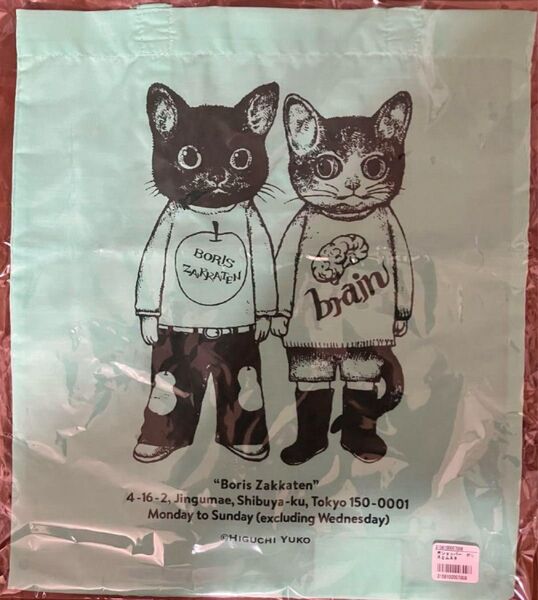 BORIS
ZAKKATEN
brain
"Boris Zakkaten"
4-16-2, Jingumae, Shibuya-ku, Tokyo 150-0001
Monday to Sunday (excluding Wednesday)
©HIGUCHI YUKO